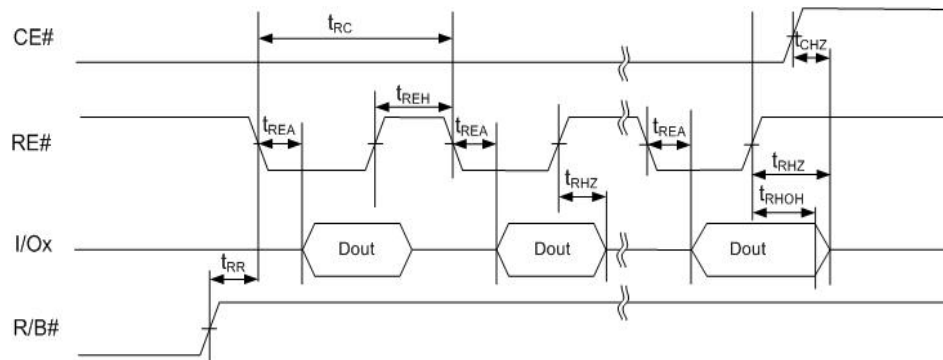 CE#
tRC
tCHZ
RE#
tREA
tREH
tREA
tREA
tRHZ
tRHZ
tRHOH
I/Ox
Dout
Dout
Dout
tRR
R/B#